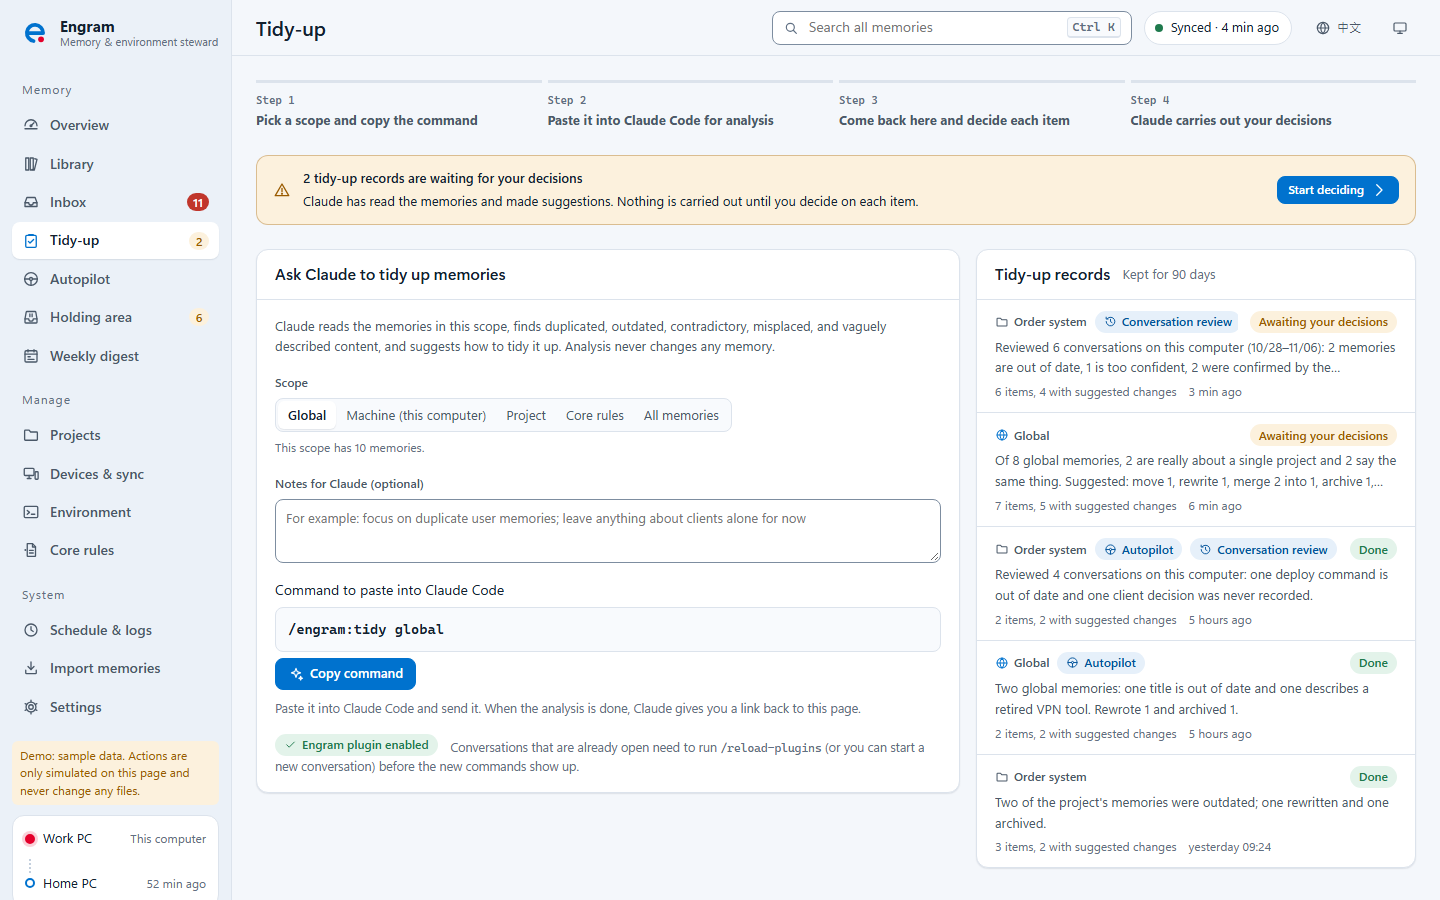 Engram
Memory & environment steward
Memory
Overview
Library
Inbox 11
Tidy-up 2
Autopilot
Holding area 6
Weekly digest
Manage
Projects
Devices & sync
Environment
Core rules
System
Schedule & logs
Import memories
Settings
Demo: sample data. Actions are
only simulated on this page and
never change any files.
Work PC This computer
Home PC 52 min ago
Tidy-up
Search all memories Ctrl K
Synced · 4 min ago
中文
Step 1
Pick a scope and copy the command
Step 2
Paste it into Claude Code for analysis
Step 3
Come back here and decide each item
Step 4
Claude carries out your decisions
2 tidy-up records are waiting for your decisions
Claude has read the memories and made suggestions. Nothing is carried out until you decide on each item.
Start deciding
Ask Claude to tidy up memories
Claude reads the memories in this scope, finds duplicated, outdated, contradictory, misplaced, and vaguely
described content, and suggests how to tidy it up. Analysis never changes any memory.
Scope
Global Machine (this computer) Project Core rules All memories
This scope has 10 memories.
Notes for Claude (optional)
For example: focus on duplicate user memories; leave anything about clients alone for now
Command to paste into Claude Code
/engram:tidy global
Copy command
Paste it into Claude Code and send it. When the analysis is done, Claude gives you a link back to this page.
Engram plugin enabled Conversations that are already open need to run /reload-plugins (or you can start a
new conversation) before the new commands show up.
Tidy-up records Kept for 90 days
Order system Conversation review Awaiting your decisions
Reviewed 6 conversations on this computer (10/28–11/06): 2 memories
are out of date, 1 is too confident, 2 were confirmed by the…
6 items, 4 with suggested changes 3 min ago
Global Awaiting your decisions
Of 8 global memories, 2 are really about a single project and 2 say the
same thing. Suggested: move 1, rewrite 1, merge 2 into 1, archive 1,…
7 items, 5 with suggested changes 6 min ago
Order system Autopilot Conversation review Done
Reviewed 4 conversations on this computer: one deploy command is
out of date and one client decision was never recorded.
2 items, 2 with suggested changes 5 hours ago
Global Autopilot Done
Two global memories: one title is out of date and one describes a
retired VPN tool. Rewrote 1 and archived 1.
2 items, 2 with suggested changes 5 hours ago
Order system Done
Two of the project's memories were outdated; one rewritten and one
archived.
3 items, 2 with suggested changes yesterday 09:24